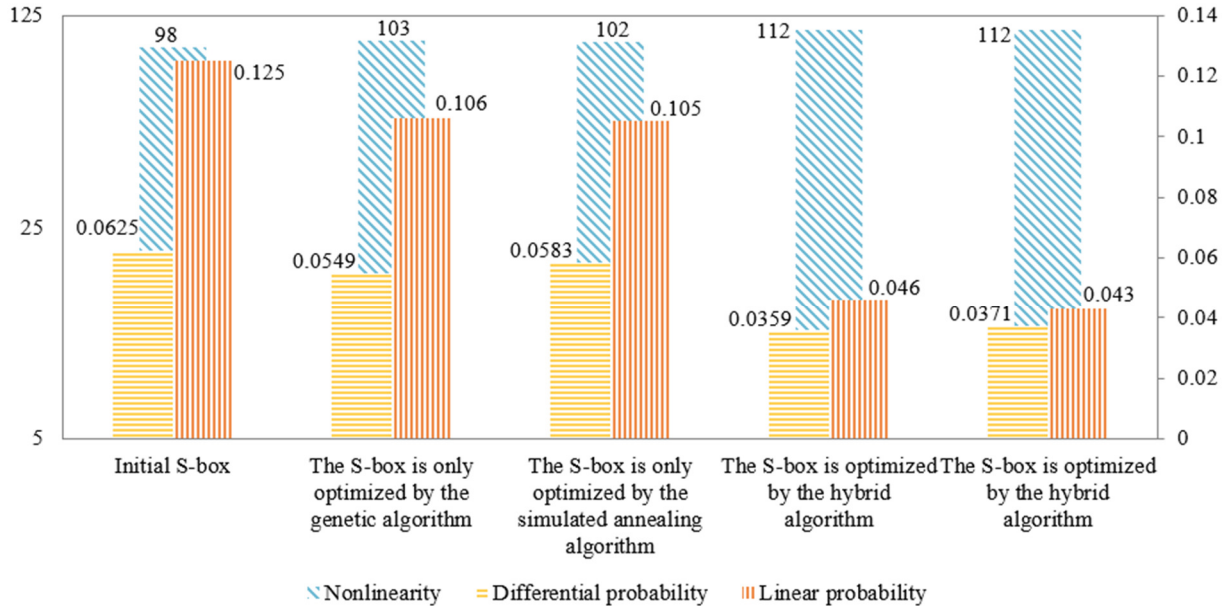 125
25
5
98
103
102
112
112
0.125
0.106
0.105
0.046
0.043
0.0625
0.0549
0.0583
0.0359
0.0371
0.14
0.12
0.1
0.08
0.06
0.04
0.02
0
Initial S-box
The S-box is only
optimized by the
genetic algorithm
The S-box is only
optimized by the
simulated annealing
algorithm
The S-box is optimized
by the hybrid
algorithm
The S-box is optimized
by the hybrid
algorithm
Nonlinearity
Differential probability
Linear probability